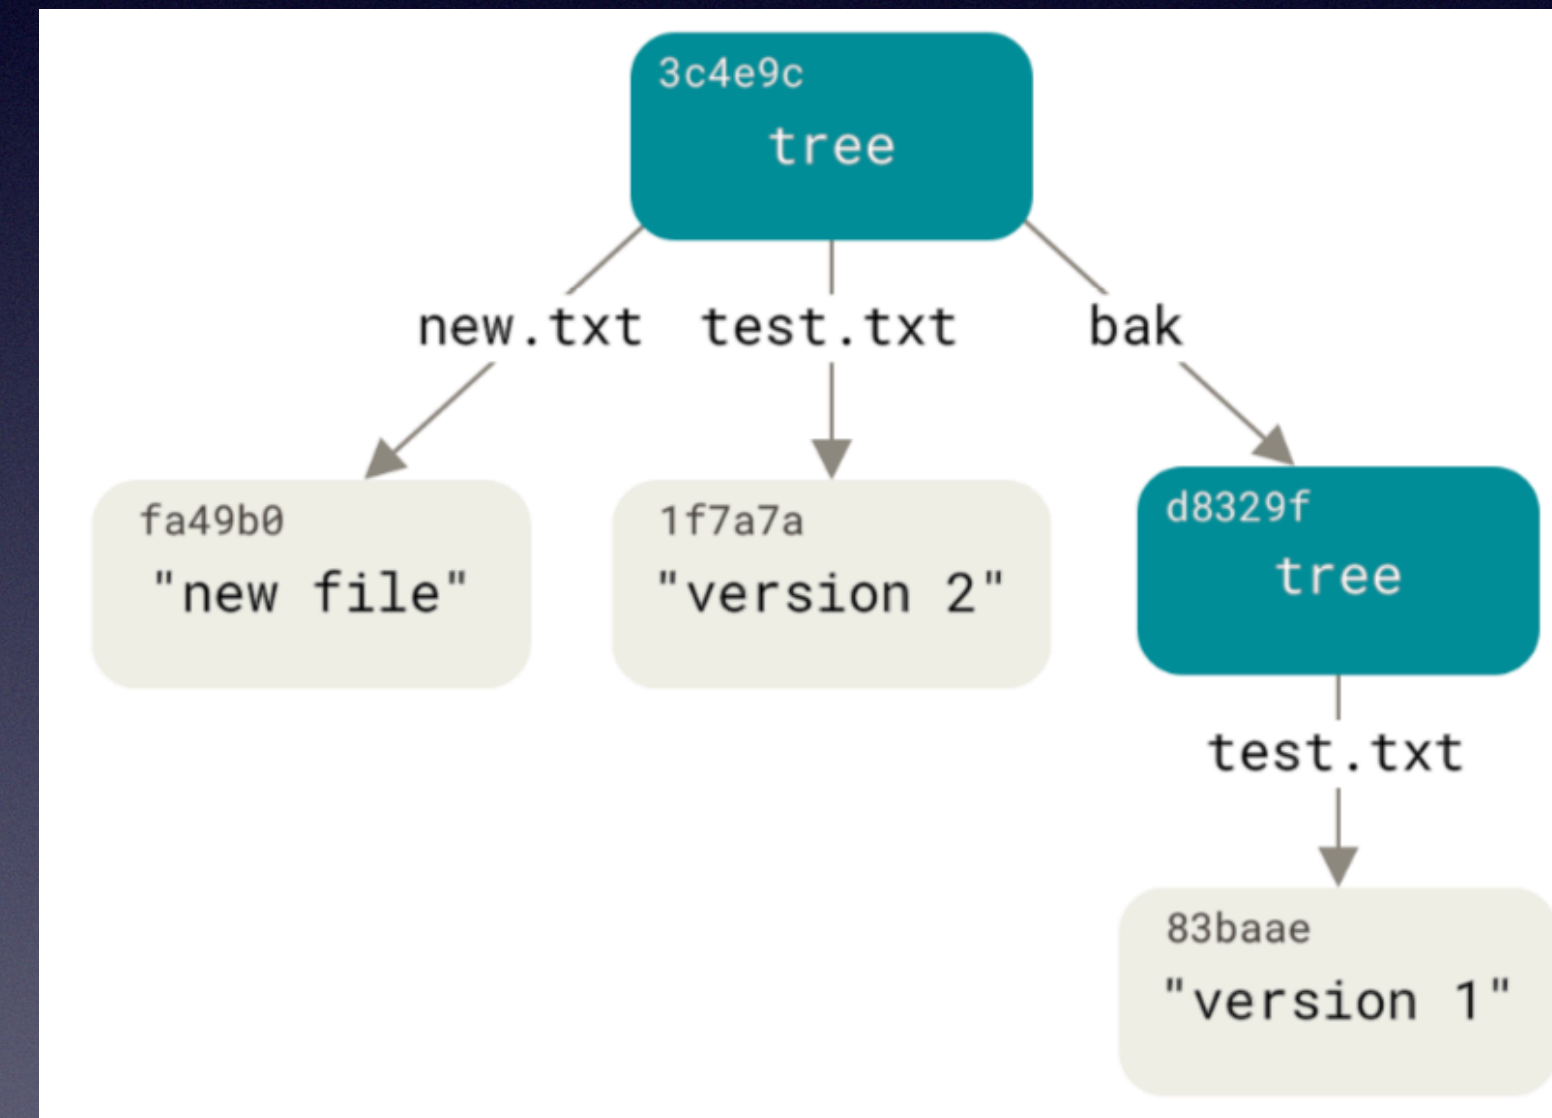 3c4e9c
tree
new.txt test.txt bak
fa49b0
"new file"
1f7a7a
"version 2"
d8329f
tree
test.txt
83baae
"version 1"